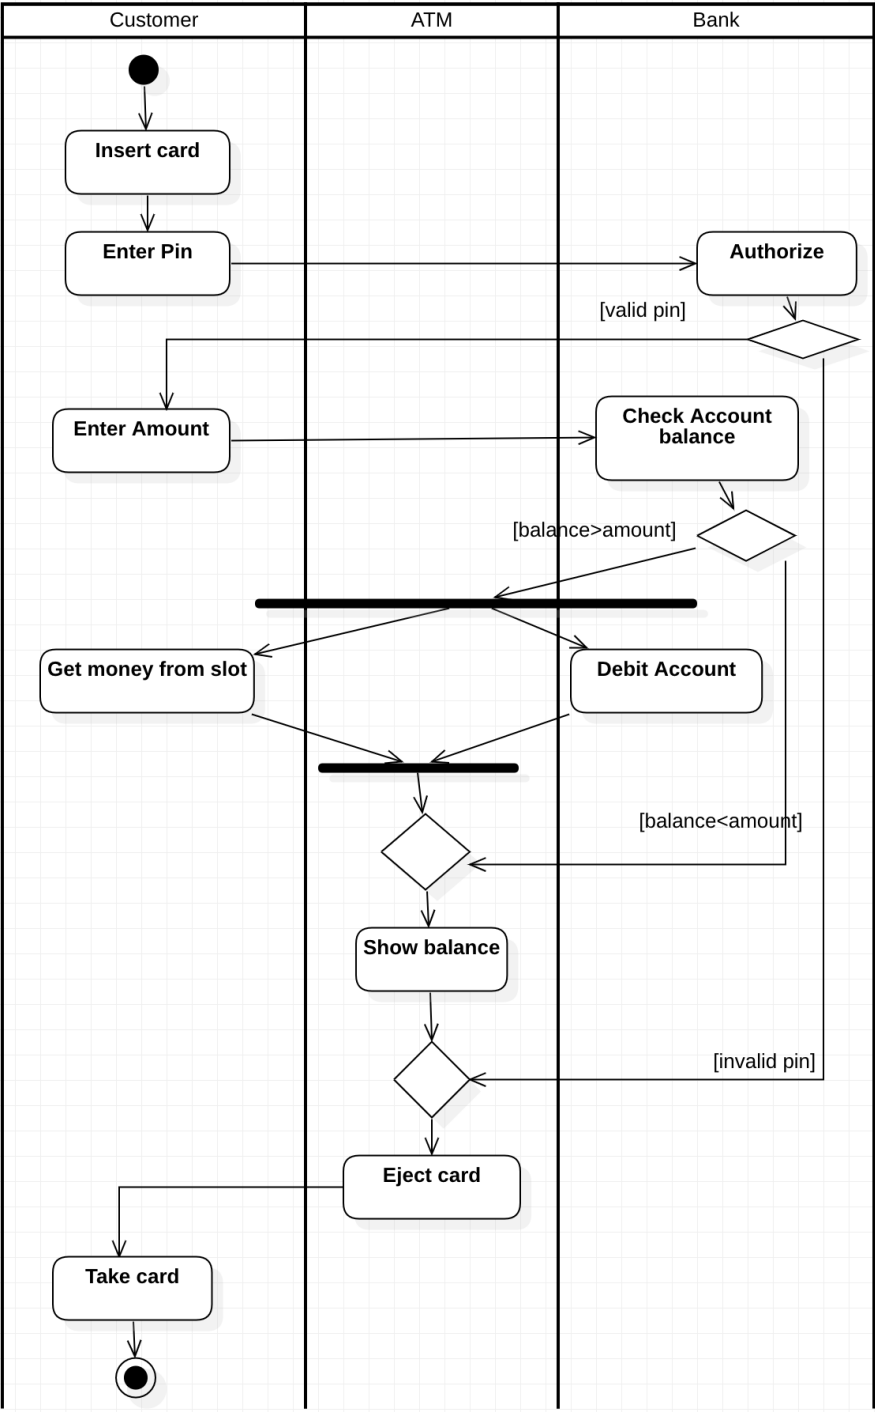 Customer
ATM
Bank
Insert card
Enter Pin
Authorize
[valid pin]
Enter Amount
Check Account
balance
[balance>amount]
Get money from slot
Debit Account
[balance<amount]
Show balance
[invalid pin]
Eject card
Take card